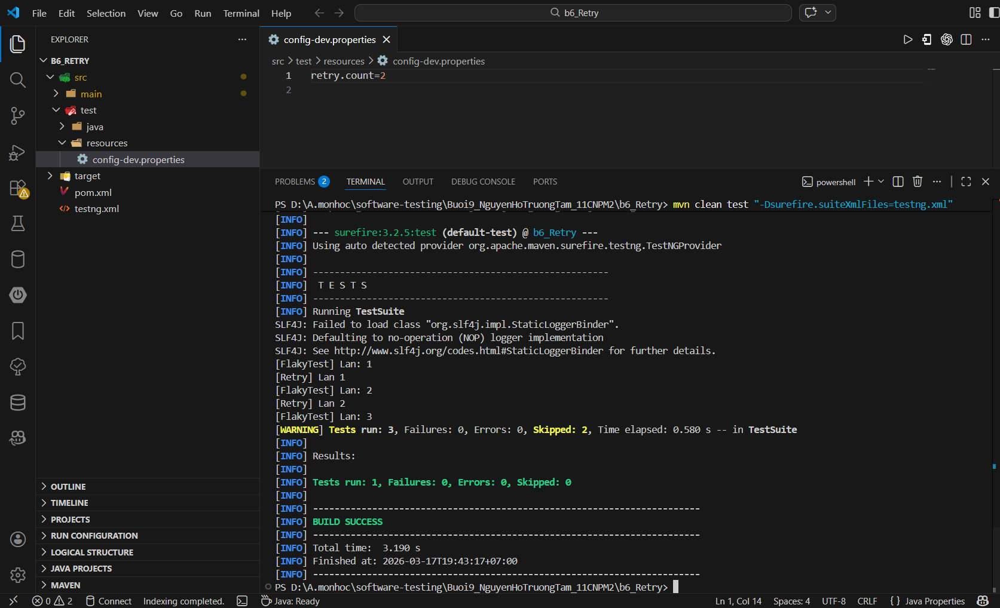 File Edit Selection View Go Run Terminal Help
b6_Retry
EXPLORER
B6_RETRY
src
main
test
java
resources
config-dev.properties
target
pom.xml
testng.xml
OUTLINE
TIMELINE
PROJECTS
RUN CONFIGURATION
LOGICAL STRUCTURE
JAVA PROJECTS
MAVEN
config-dev.properties
src > test > resources > config-dev.properties
1 retry.count=2
2
PROBLEMS 2 TERMINAL OUTPUT DEBUG CONSOLE PORTS
powershell
PS D:\A.monhoc\software-testing\Buoi9_NguyenHoTruongTam_11CNPM2\b6_Retry> mvn clean test "-Dsurefire.suiteXmlFiles=testng.xml"
[INFO]
[INFO] --- surefire:3.2.5:test (default-test) @ b6_Retry ---
[INFO] Using auto detected provider org.apache.maven.surefire.testng.TestNGProvider
[INFO]
[INFO] -------------------------------------------------------
[INFO]  T E S T S
[INFO] -------------------------------------------------------
[INFO] Running TestSuite
SLF4J: Failed to load class "org.slf4j.impl.StaticLoggerBinder".
SLF4J: Defaulting to no-operation (NOP) logger implementation
SLF4J: See http://www.slf4j.org/codes.html#StaticLoggerBinder for further details.
[FlakyTest] Lan: 1
[Retry] Lan 1
[FlakyTest] Lan: 2
[Retry] Lan 2
[FlakyTest] Lan: 3
[WARNING] Tests run: 3, Failures: 0, Errors: 0, Skipped: 2, Time elapsed: 0.580 s -- in TestSuite
[INFO]
[INFO] Results:
[INFO]
[INFO] Tests run: 1, Failures: 0, Errors: 0, Skipped: 0
[INFO]
[INFO] ------------------------------------------------------------------------
[INFO] BUILD SUCCESS
[INFO] ------------------------------------------------------------------------
[INFO] Total time:  3.190 s
[INFO] Finished at: 2026-03-17T19:43:17+07:00
[INFO] ------------------------------------------------------------------------
PS D:\A.monhoc\software-testing\Buoi9_NguyenHoTruongTam_11CNPM2\b6_Retry>
0 2 Connect Indexing completed. Java: Ready Ln 1, Col 14 Spaces: 4 UTF-8 CRLF { } Java Properties